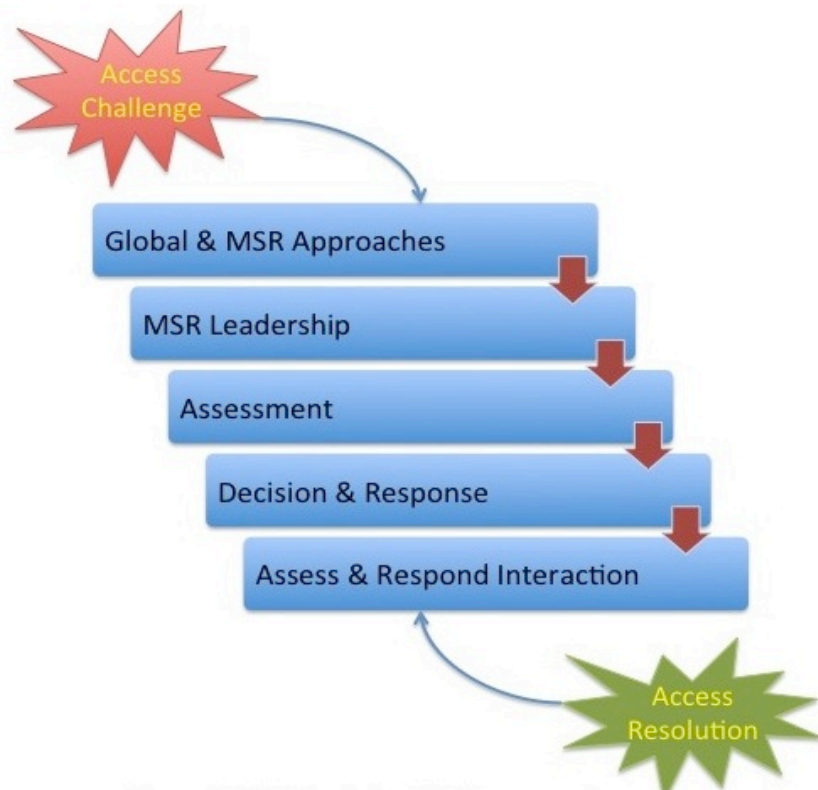 Access
Challenge
Global & MSR Approaches
MSR Leadership
Assessment
Decision & Response
Assess & Respond Interaction
Access
Resolution